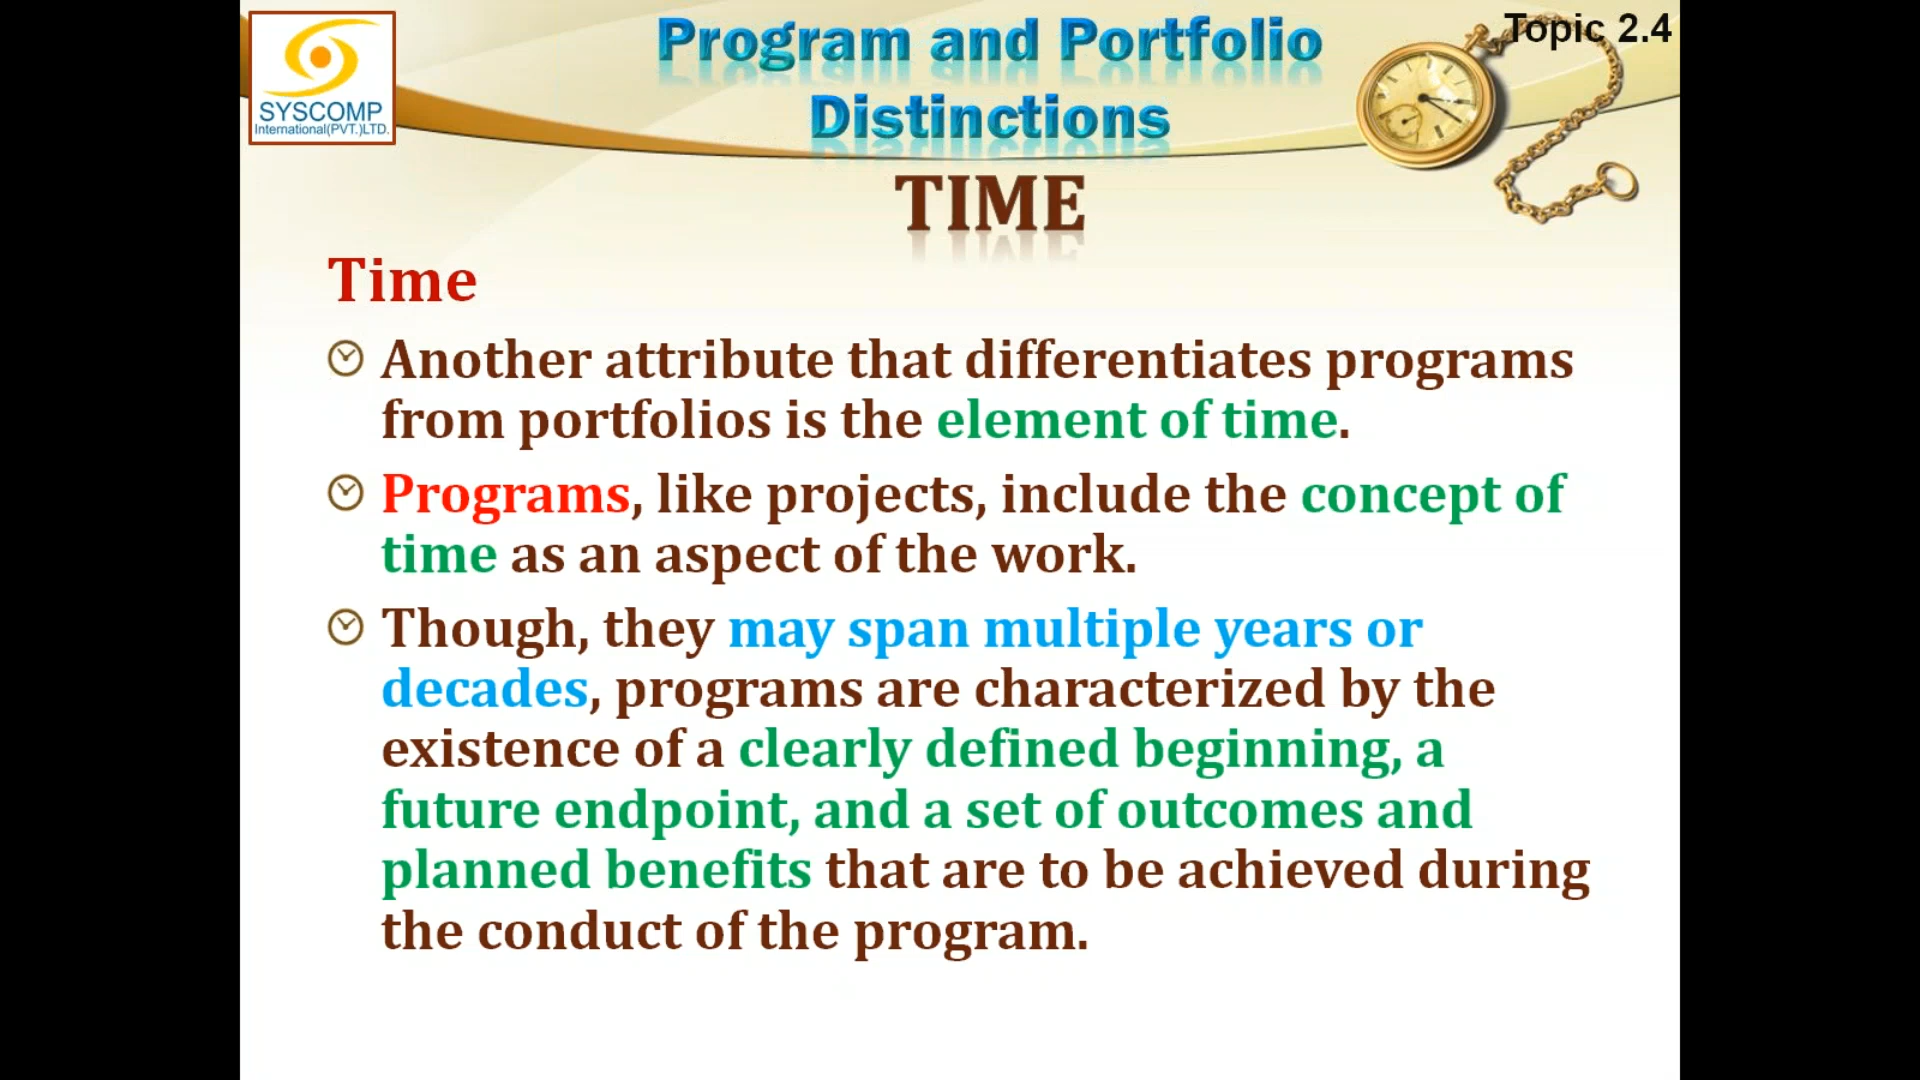 Topic 2.4
SYSCOMP
International(PVT.)LTD.
Program and Portfolio
Distinctions
TIME
Time
Another attribute that differentiates programs
from portfolios is the element of time.
Programs, like projects, include the concept of
time as an aspect of the work.
Though, they may span multiple years or
decades, programs are characterized by the
existence of a clearly defined beginning, a
future endpoint, and a set of outcomes and
planned benefits that are to be achieved during
the conduct of the program.